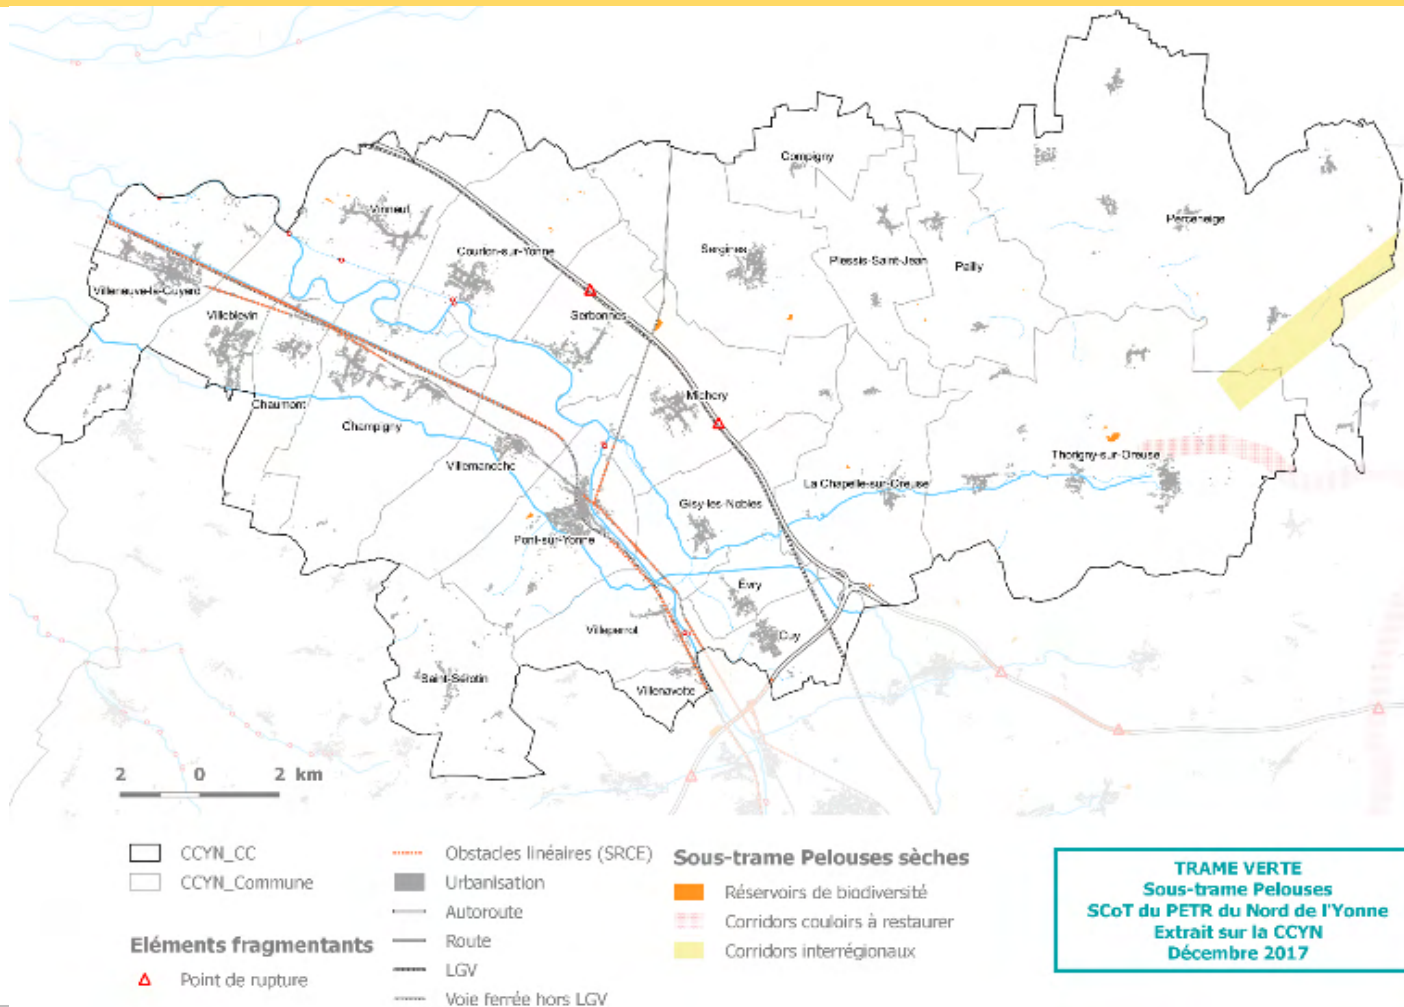 Compigny
Vinneuf
Perceneige
Courlon-sur-Yonne
Sergines
Plessis-Saint-Jean
Pailly
Villeneuve-la-Guyard
Villeblevin
Serbonnes
Chaumont
Michery
Champigny
Thorigny-sur-Oreuse
Villemanoche
La Chapelle-sur-Oreuse
Gisy-les-Nobles
Pont-sur-Yonne
Évry
Villeperrot
Cuy
Saint-Sérotin
Villenavotte
2 0 2 km
CCYN_CC
CCYN_Commune
Eléments fragmentants
Point de rupture
Obstacles linéaires (SRCE)
Urbanisation
Autoroute
Route
LGV
Voie ferrée hors LGV
Sous-trame Pelouses sèches
Réservoirs de biodiversité
Corridors couloirs à restaurer
Corridors interrégionaux
TRAME VERTE
Sous-trame Pelouses
SCoT du PETR du Nord de l'Yonne
Extrait sur la CCYN
Décembre 2017